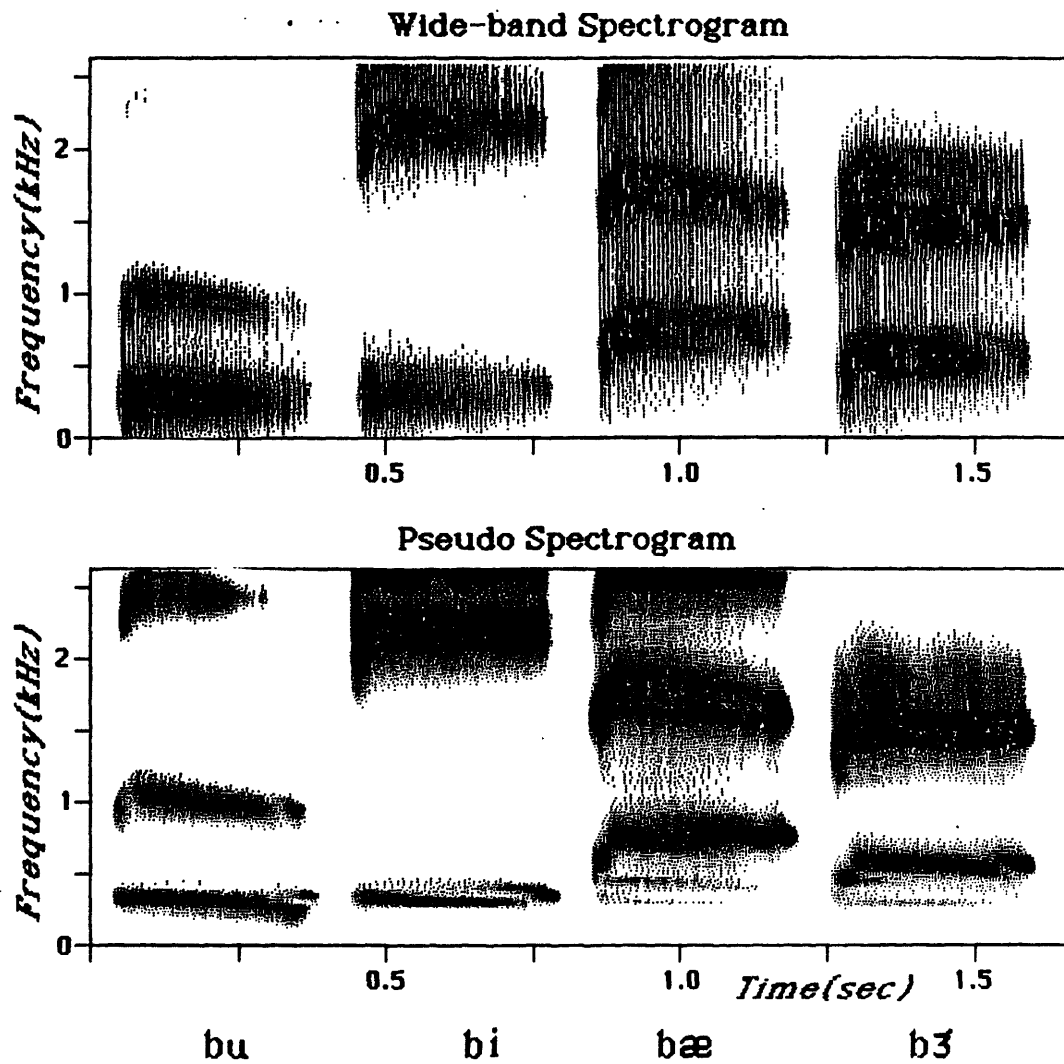 Wide-band Spectrogram
Frequency(kHz)
2
1
0
0.5 1.0 1.5
Pseudo Spectrogram
Frequency(kHz)
2
1
0
0.5 1.0 Time(sec) 1.5
bu bi bæ bɝ